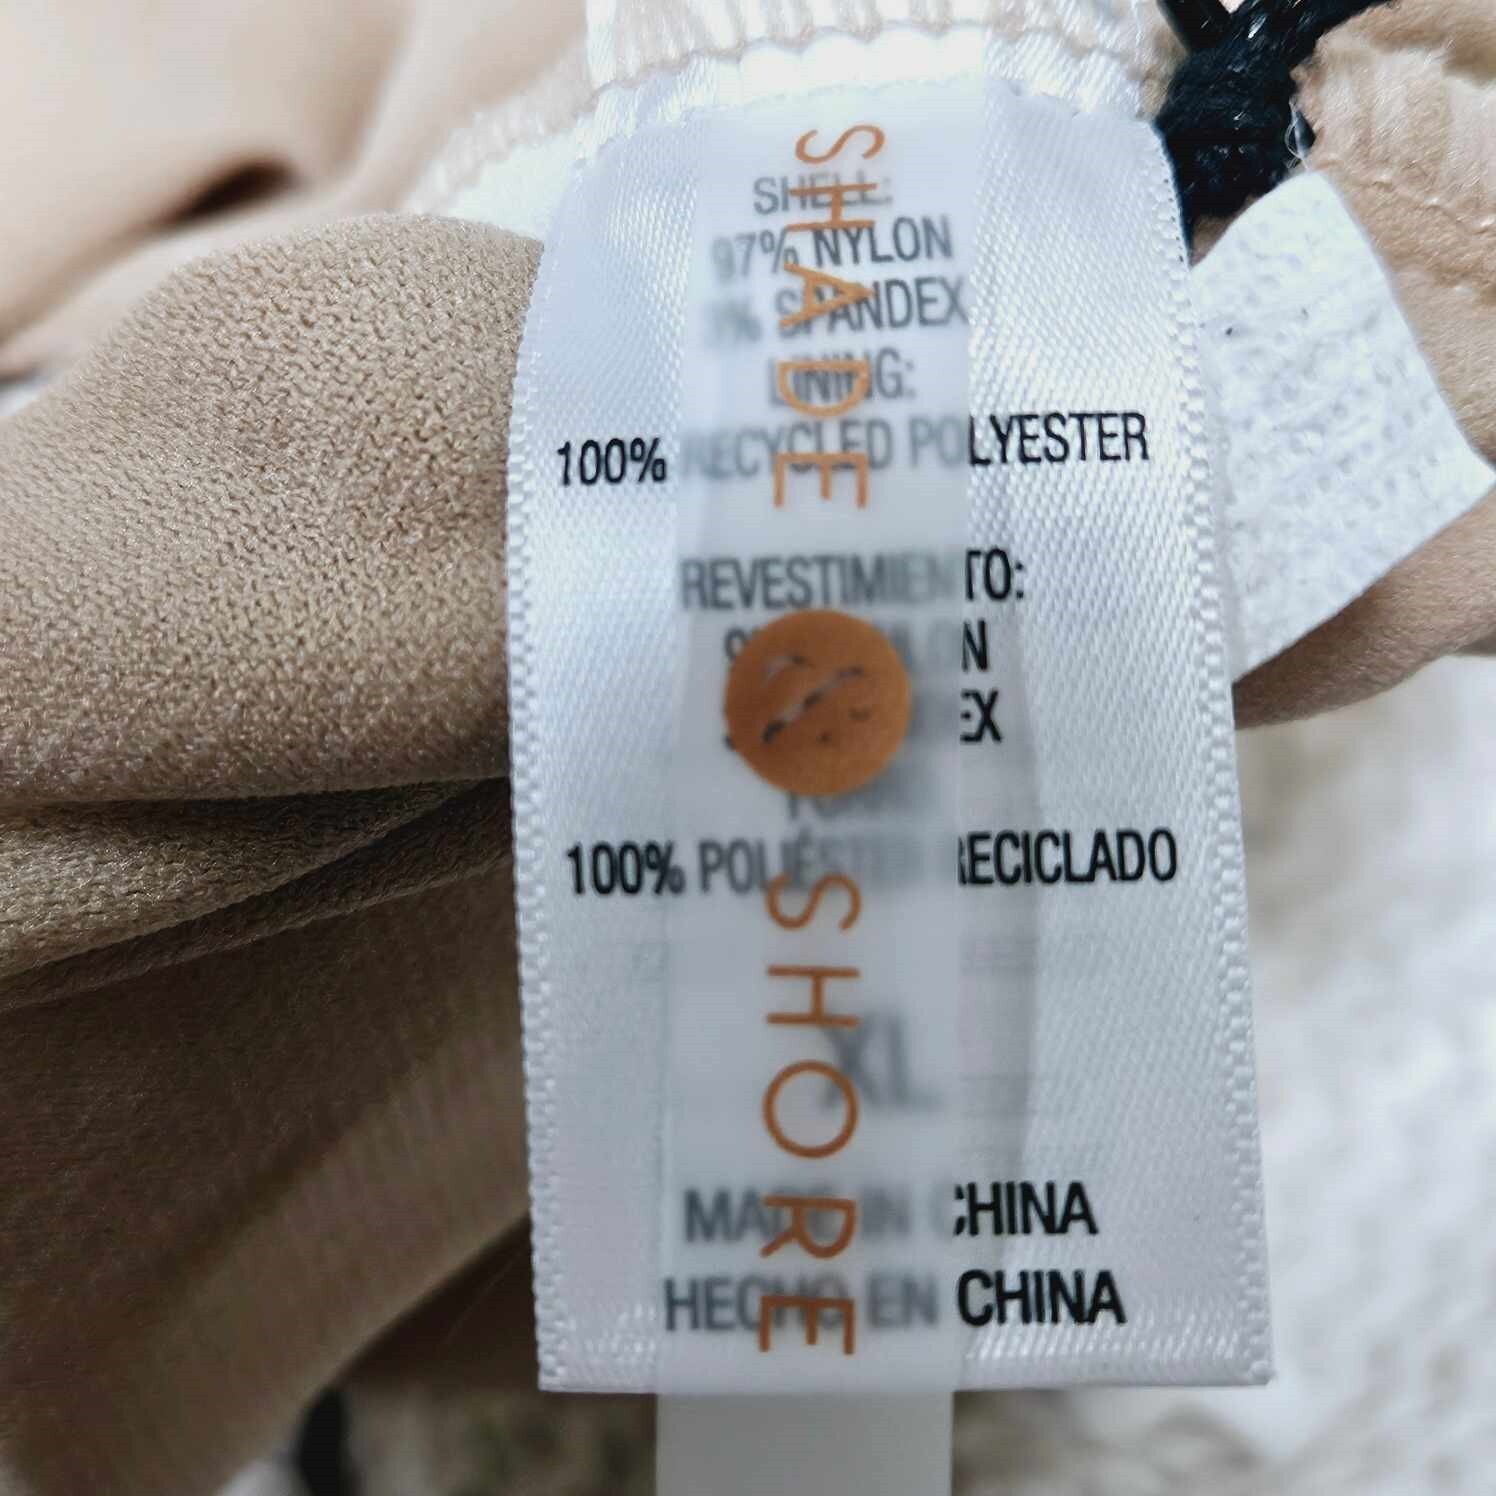 SHELL:
97% NYLON
3% SPANDEX
LINING:
100% RECYCLED POLYESTER
REVESTIMIENTO:
100% POLIÉSTER RECICLADO
XL
MADE IN CHINA
HECHO EN CHINA
SHADE & SHORE